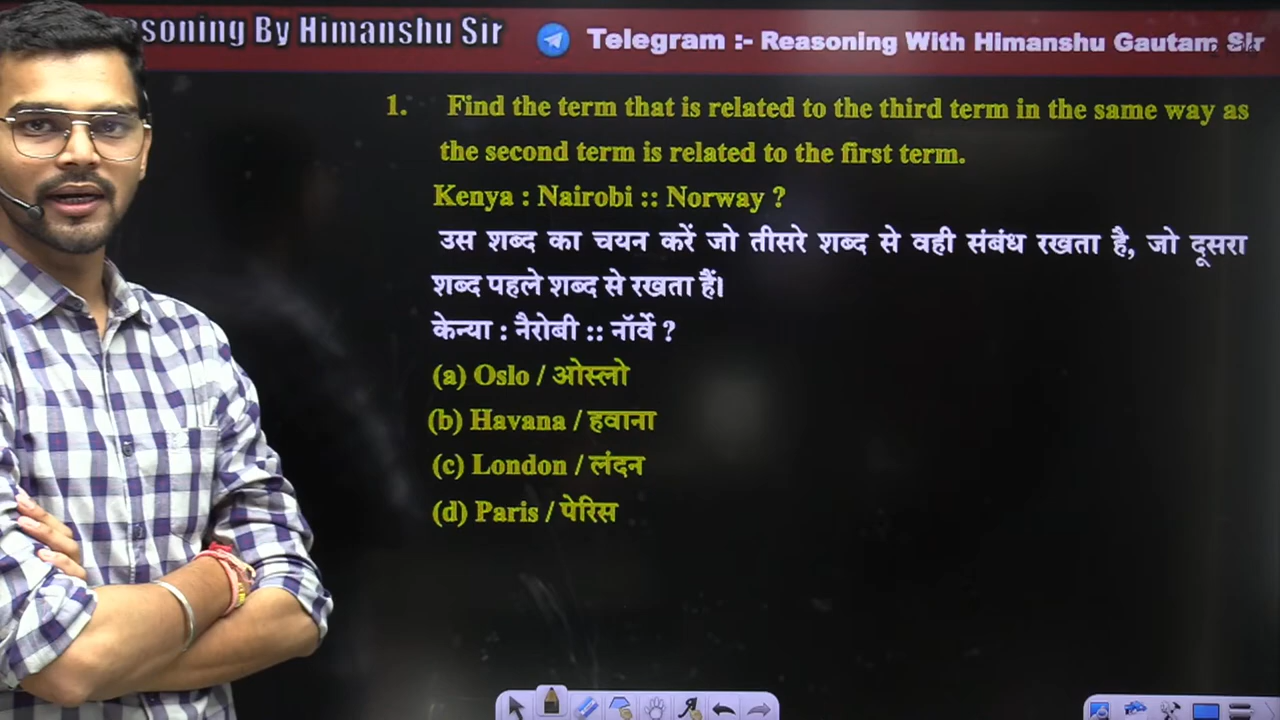 soning By Himanshu Sir
Telegram :- Reasoning With Himanshu Gautam Sir
1. Find the term that is related to the third term in the same way as
the second term is related to the first term.
Kenya : Nairobi :: Norway ?
उस शब्द का चयन करें जो तीसरे शब्द से वही संबंध रखता है, जो दूसरा
शब्द पहले शब्द से रखता हैं।
केन्या : नैरोबी :: नॉर्वे ?
(a) Oslo / ओस्लो
(b) Havana / हवाना
(c) London / लंदन
(d) Paris / पेरिस